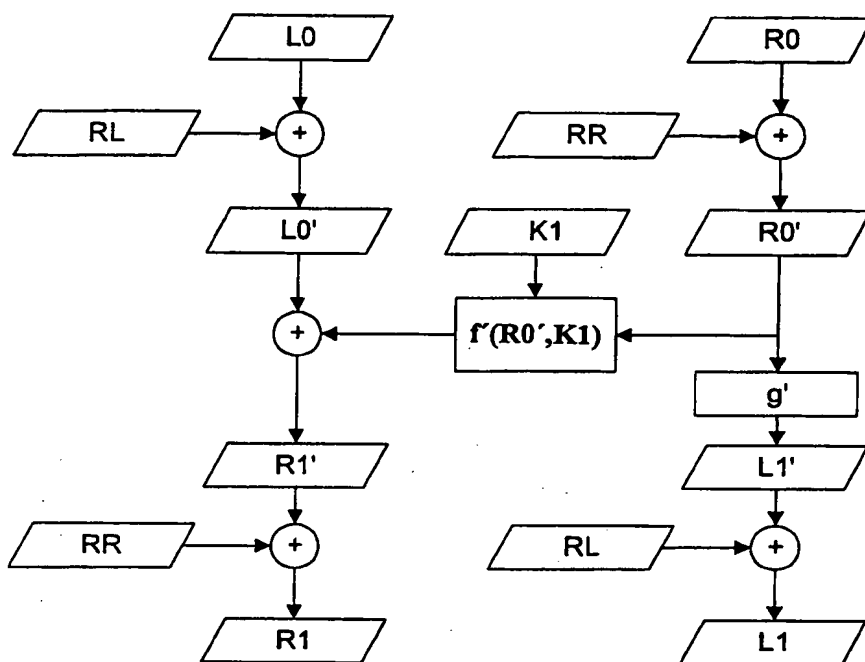 L0
R0
RL
+
RR
+
L0'
K1
R0'
+
f´(R0´,K1)
g'
R1'
L1'
RR
+
RL
+
R1
L1